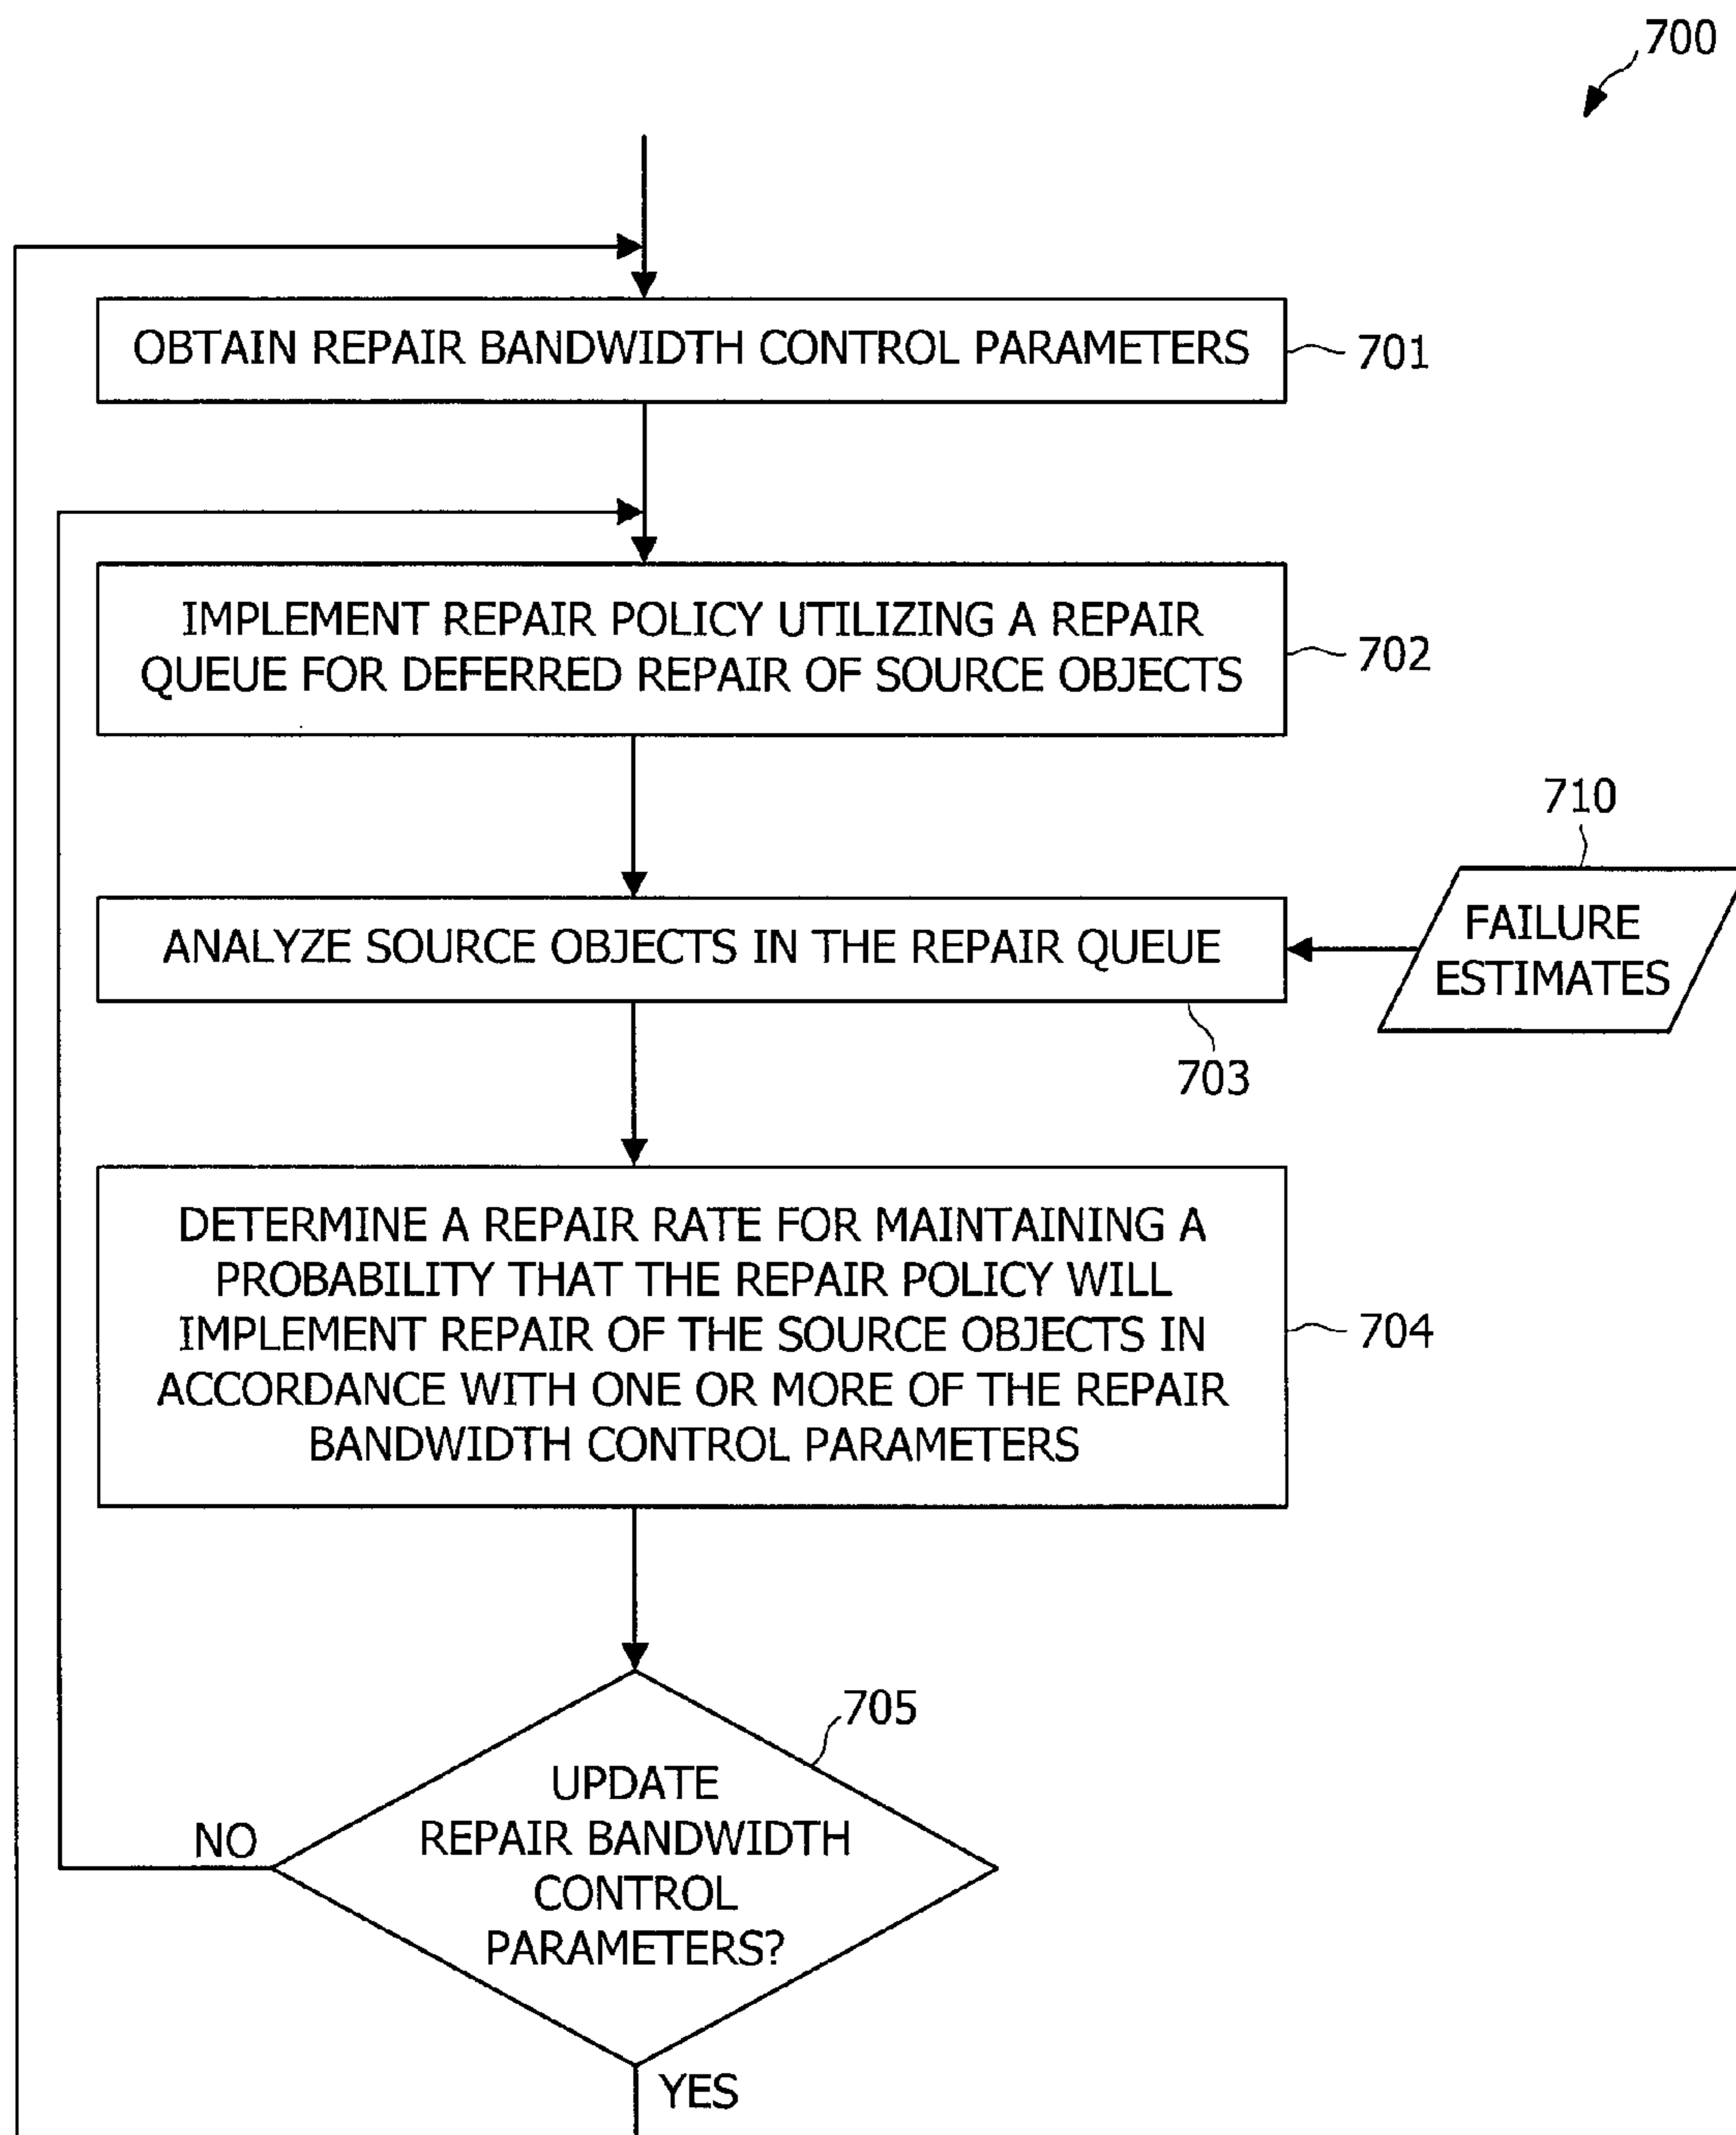 700
OBTAIN REPAIR BANDWIDTH CONTROL PARAMETERS
701
IMPLEMENT REPAIR POLICY UTILIZING A REPAIR
QUEUE FOR DEFERRED REPAIR OF SOURCE OBJECTS
702
710
FAILURE
ESTIMATES
ANALYZE SOURCE OBJECTS IN THE REPAIR QUEUE
703
DETERMINE A REPAIR RATE FOR MAINTAINING A
PROBABILITY THAT THE REPAIR POLICY WILL
IMPLEMENT REPAIR OF THE SOURCE OBJECTS IN
ACCORDANCE WITH ONE OR MORE OF THE REPAIR
BANDWIDTH CONTROL PARAMETERS
704
705
UPDATE
REPAIR BANDWIDTH
CONTROL
PARAMETERS?
NO
YES